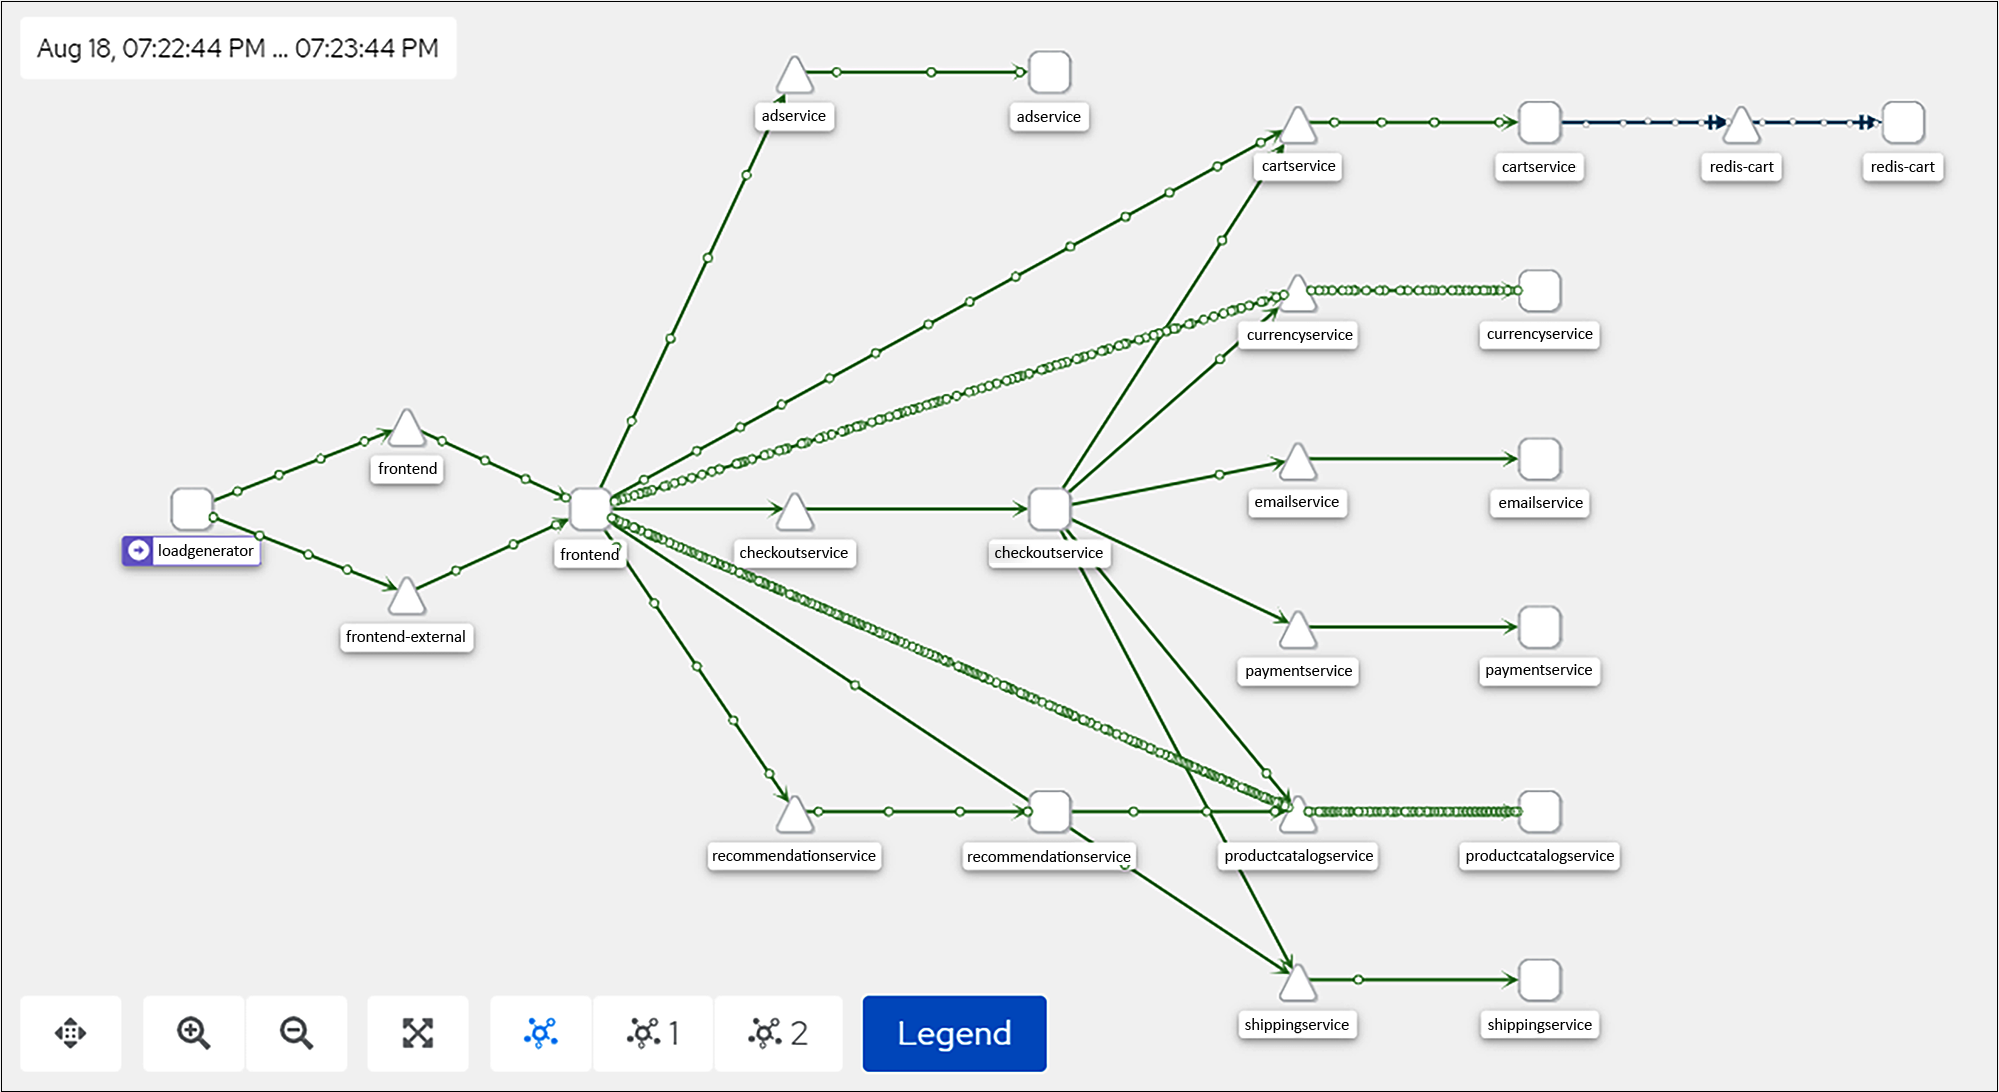 Aug 18, 07:22:44 PM ... 07:23:44 PM
adservice
adservice
cartservice
cartservice
redis-cart
redis-cart
currencyservice
currencyservice
frontend
emailservice
emailservice
loadgenerator
frontend
checkoutservice
checkoutservice
frontend-external
paymentservice
paymentservice
recommendationservice
recommendationservice
productcatalogservice
productcatalogservice
shippingservice
shippingservice
1
2
Legend